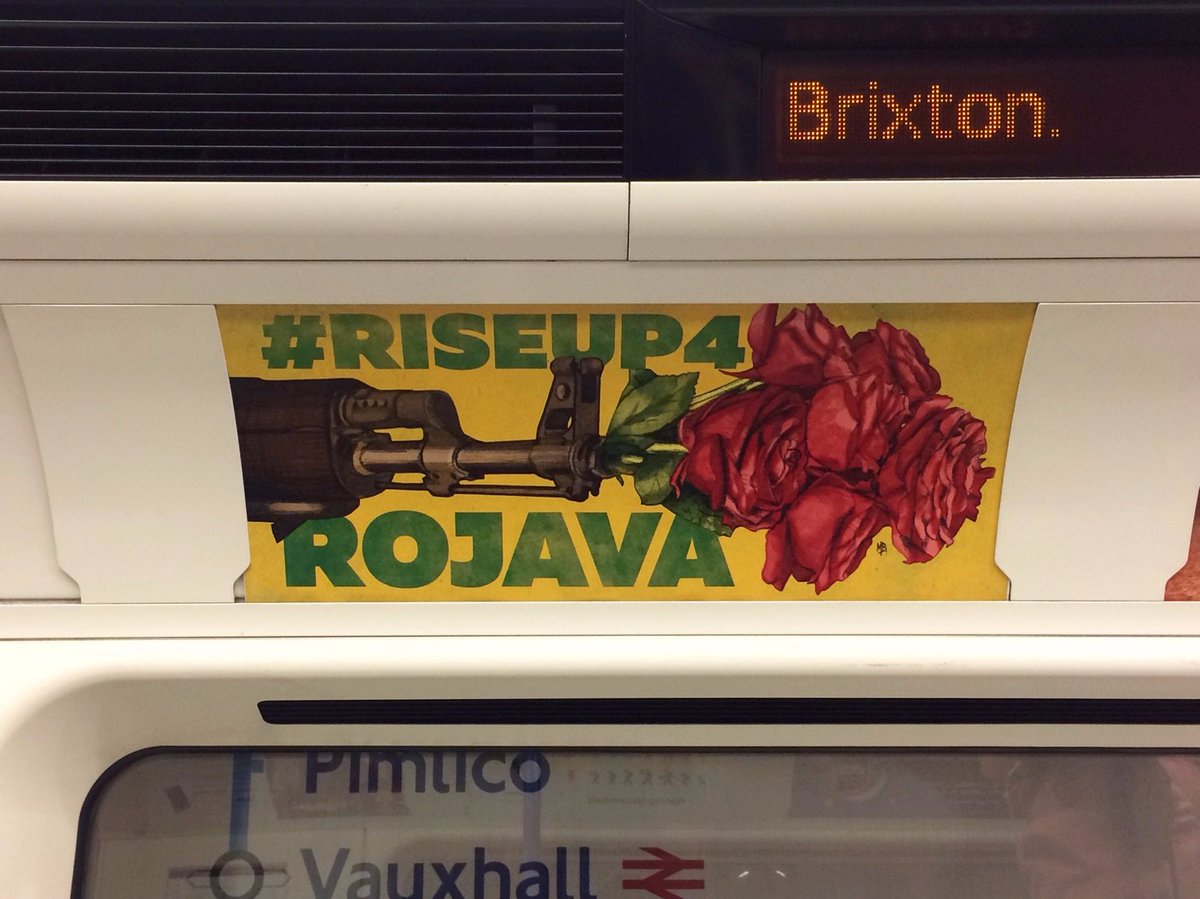 Brixton.
#RISEUP4
ROJAVA
Pimlico
Vauxhall